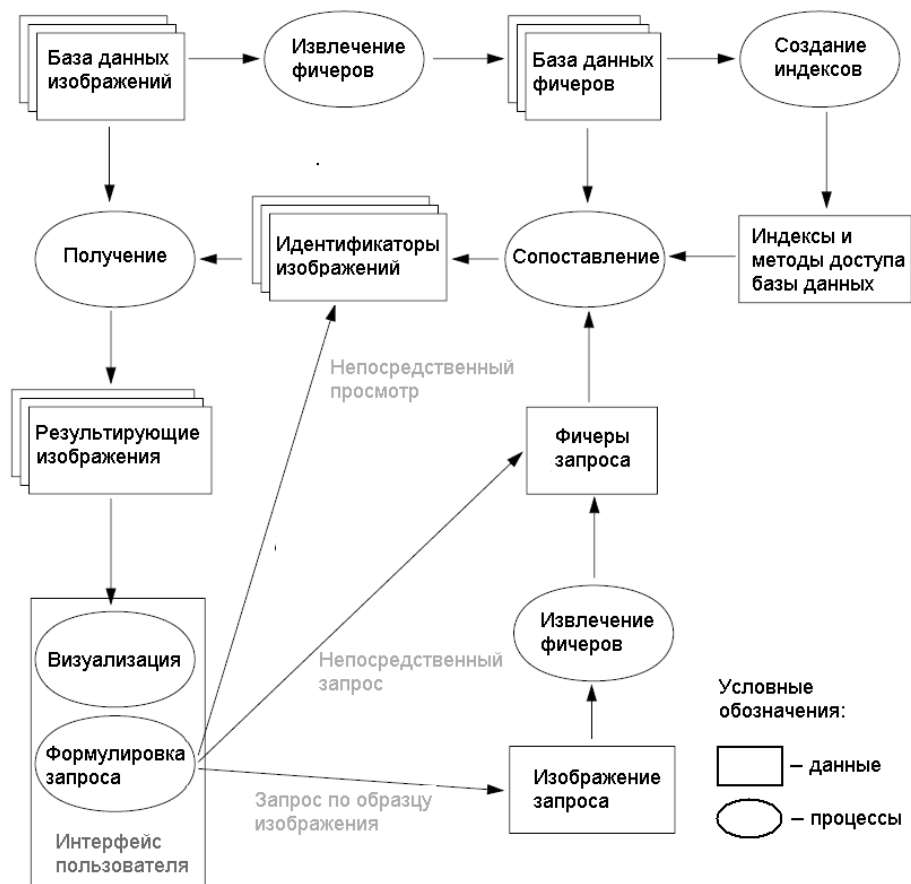 База данных
изображений
Извлечение
фичеров
База данных
фичеров
Создание
индексов
Получение
Идентификаторы
изображений
Сопоставление
Индексы и
методы доступа
базы данных
Непосредственный
просмотр
Результирующие
изображения
Фичеры
запроса
Визуализация
Непосредственный
запрос
Извлечение
фичеров
Формулировка
запроса
Запрос по образцу
изображения
Изображение
запроса
Интерфейс
пользователя
Условные
обозначения:
– данные
– процессы